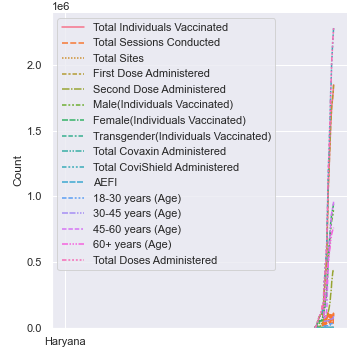 1e6
Total Individuals Vaccinated
Total Sessions Conducted
Total Sites
First Dose Administered
Second Dose Administered
Male(Individuals Vaccinated)
Female(Individuals Vaccinated)
Transgender(Individuals Vaccinated)
Total Covaxin Administered
Total CoviShield Administered
AEFI
18-30 years (Age)
30-45 years (Age)
45-60 years (Age)
60+ years (Age)
Total Doses Administered
2.0
1.5
1.0
0.5
0.0
Count
Haryana